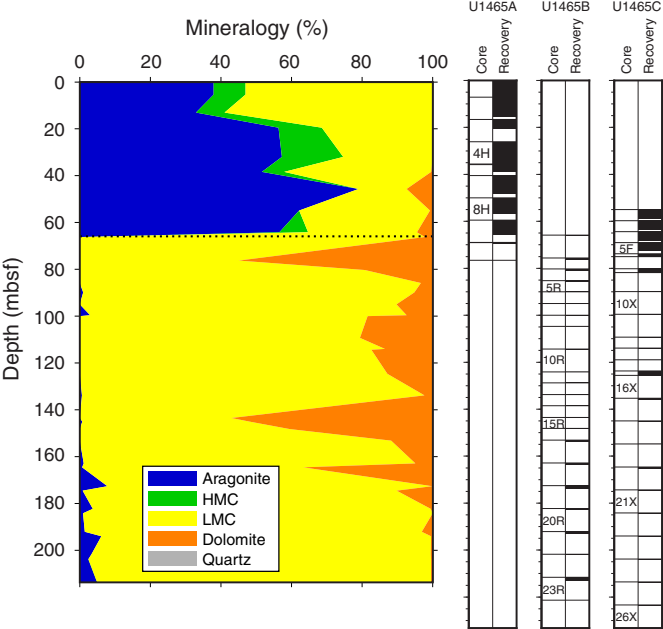 U1465A U1465B U1465C
Mineralogy (%)
Core Recovery Core Recovery Core Recovery
0 20 40 60 80 100
Depth (mbsf)
0
20
40
60
80
100
120
140
160
180
200
Aragonite
HMC
LMC
Dolomite
Quartz
4H
8H
5R
10R
15R
20R
23R
5F
10X
16X
21X
26X